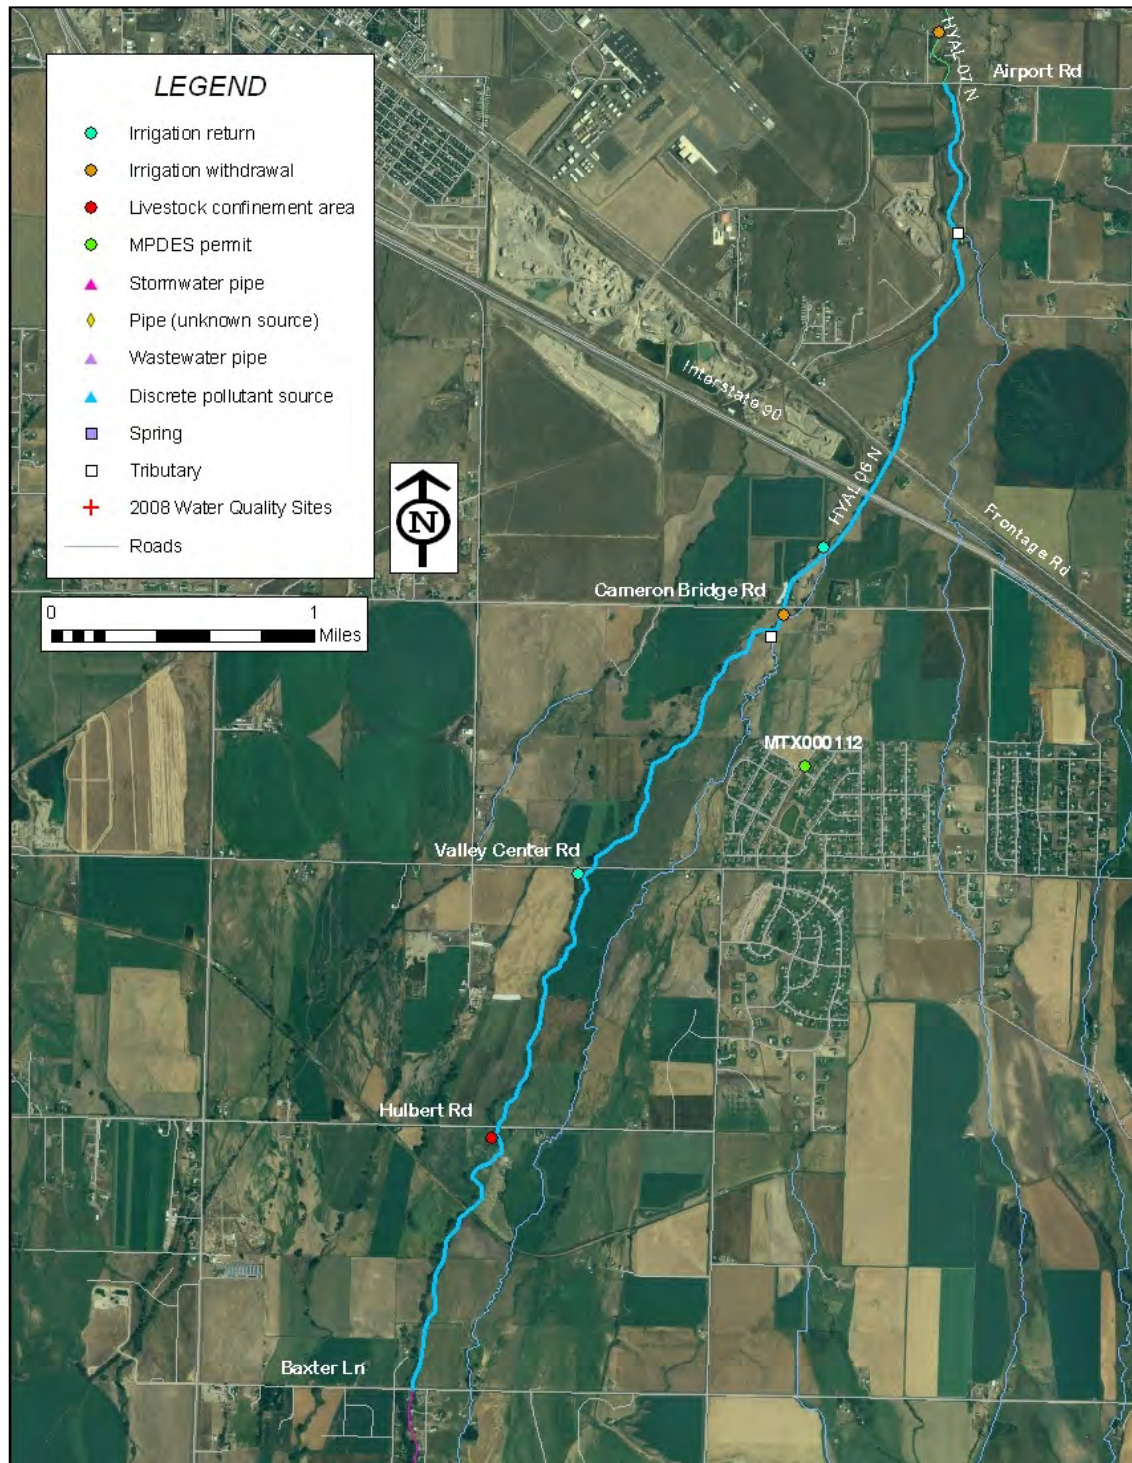 LEGEND
Irrigation return
Irrigation withdrawal
Livestock confinement area
MPDES permit
Stormwater pipe
Pipe (unknown source)
Wastewater pipe
Discrete pollutant source
Spring
Tributary
2008 Water Quality Sites
Roads
N
0 1
Miles
HYAL 07 N
Airport Rd
Interstate 90
HYAL 06 N
Frontage Rd
Cameron Bridge Rd
MTX000112
Valley Center Rd
Hulbert Rd
Baxter Ln